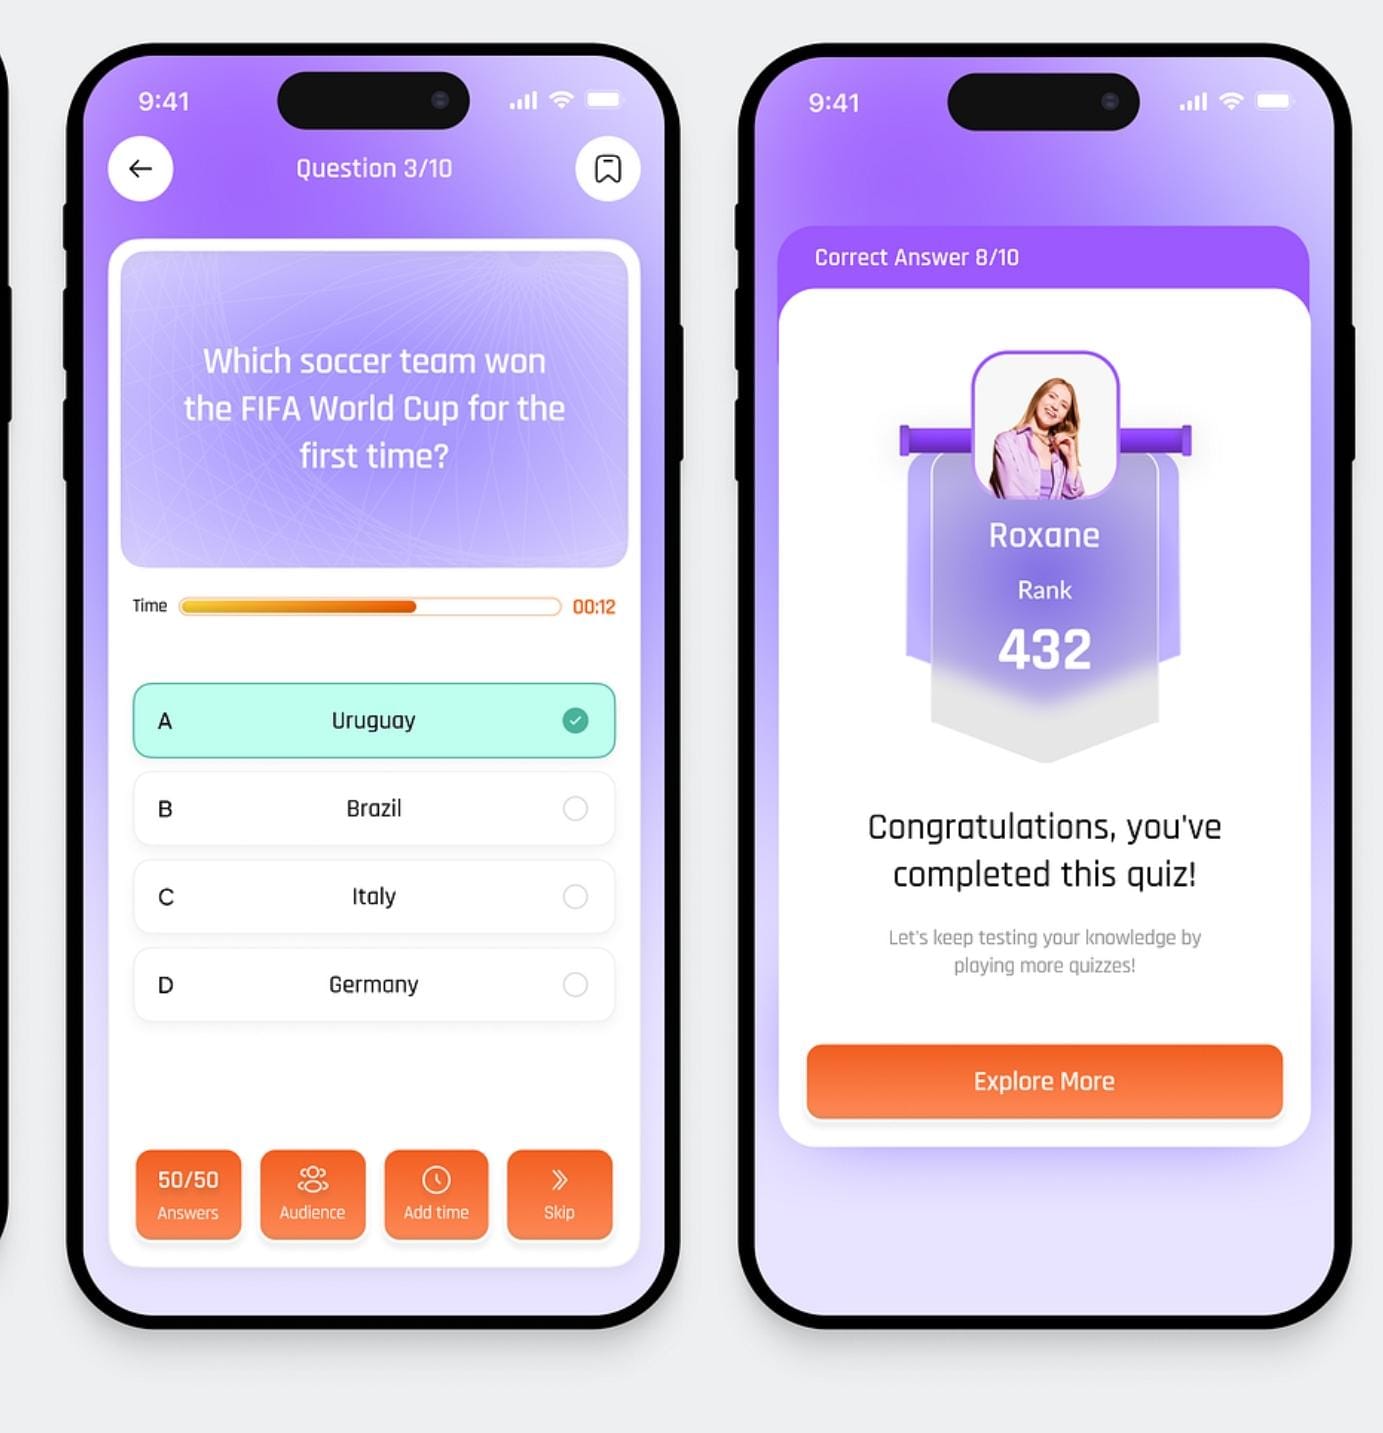 9:41
Question 3/10
Which soccer team won
the FIFA World Cup for the
first time?
Time
00:12
A
Uruguay
B
Brazil
C
Italy
D
Germany
50/50
Answers
Audience
Add time
Skip
9:41
Correct Answer 8/10
Roxane
Rank
432
Congratulations, you've
completed this quiz!
Let's keep testing your knowledge by
playing more quizzes!
Explore More